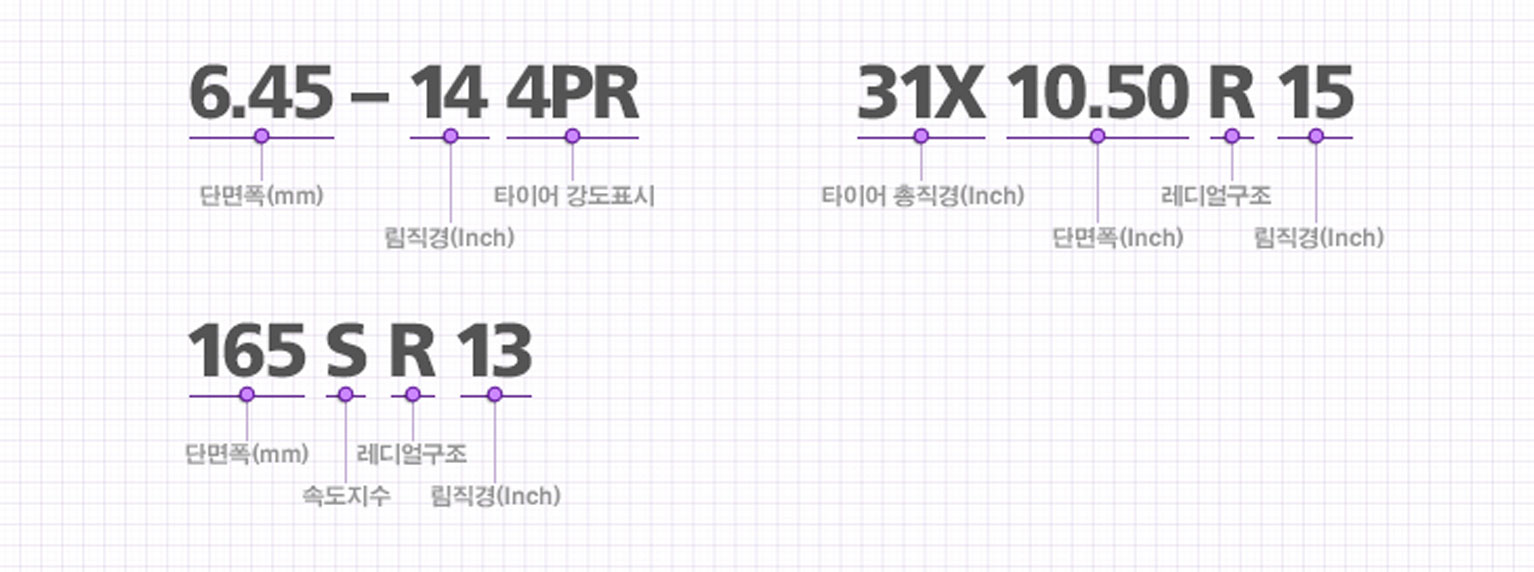 6.45 – 14 4PR
단면폭(mm)
타이어 강도표시
림직경(Inch)
31X 10.50 R 15
타이어 총직경(Inch)
레디얼구조
단면폭(Inch)
림직경(Inch)
165 S R 13
단면폭(mm)
레디얼구조
속도지수
림직경(Inch)